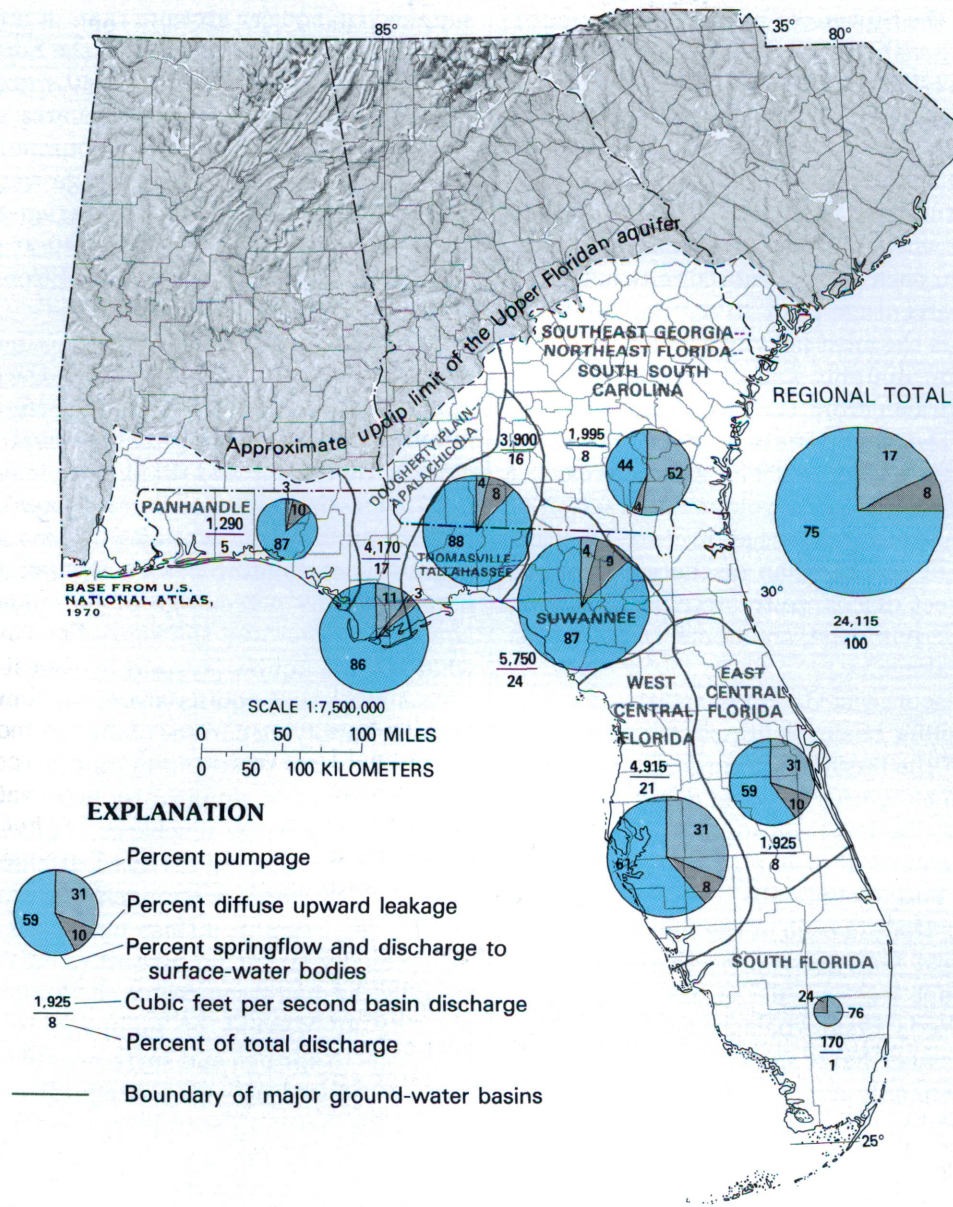 85°
35°
80°
Approximate updip limit of the Upper Floridan aquifer
SOUTHEAST GEORGIA
NORTHEAST FLORIDA
SOUTH SOUTH
CAROLINA
1,995
8
44
52
4
REGIONAL TOTAL
17
8
75
24,115
100
DOUGHERTY PLAIN-
APALACHICOLA
3,900
16
4
8
88
THOMASVILLE-
TALLAHASSEE
PANHANDLE
1,290
5
3
10
87
4,170
17
11
3
86
BASE FROM U.S.
NATIONAL ATLAS,
1970
4
9
SUWANNEE
87
5,750
24
30°
SCALE 1:7,500,000
0 50 100 MILES
0 50 100 KILOMETERS
WEST
CENTRAL
FLORIDA
4,915
21
31
8
61
EAST
CENTRAL
FLORIDA
31
59
10
1,925
8
EXPLANATION
59
31
10
Percent pumpage
Percent diffuse upward leakage
Percent springflow and discharge to
surface-water bodies
1,925
8
Cubic feet per second basin discharge
Percent of total discharge
Boundary of major ground-water basins
SOUTH FLORIDA
24
76
170
1
25°